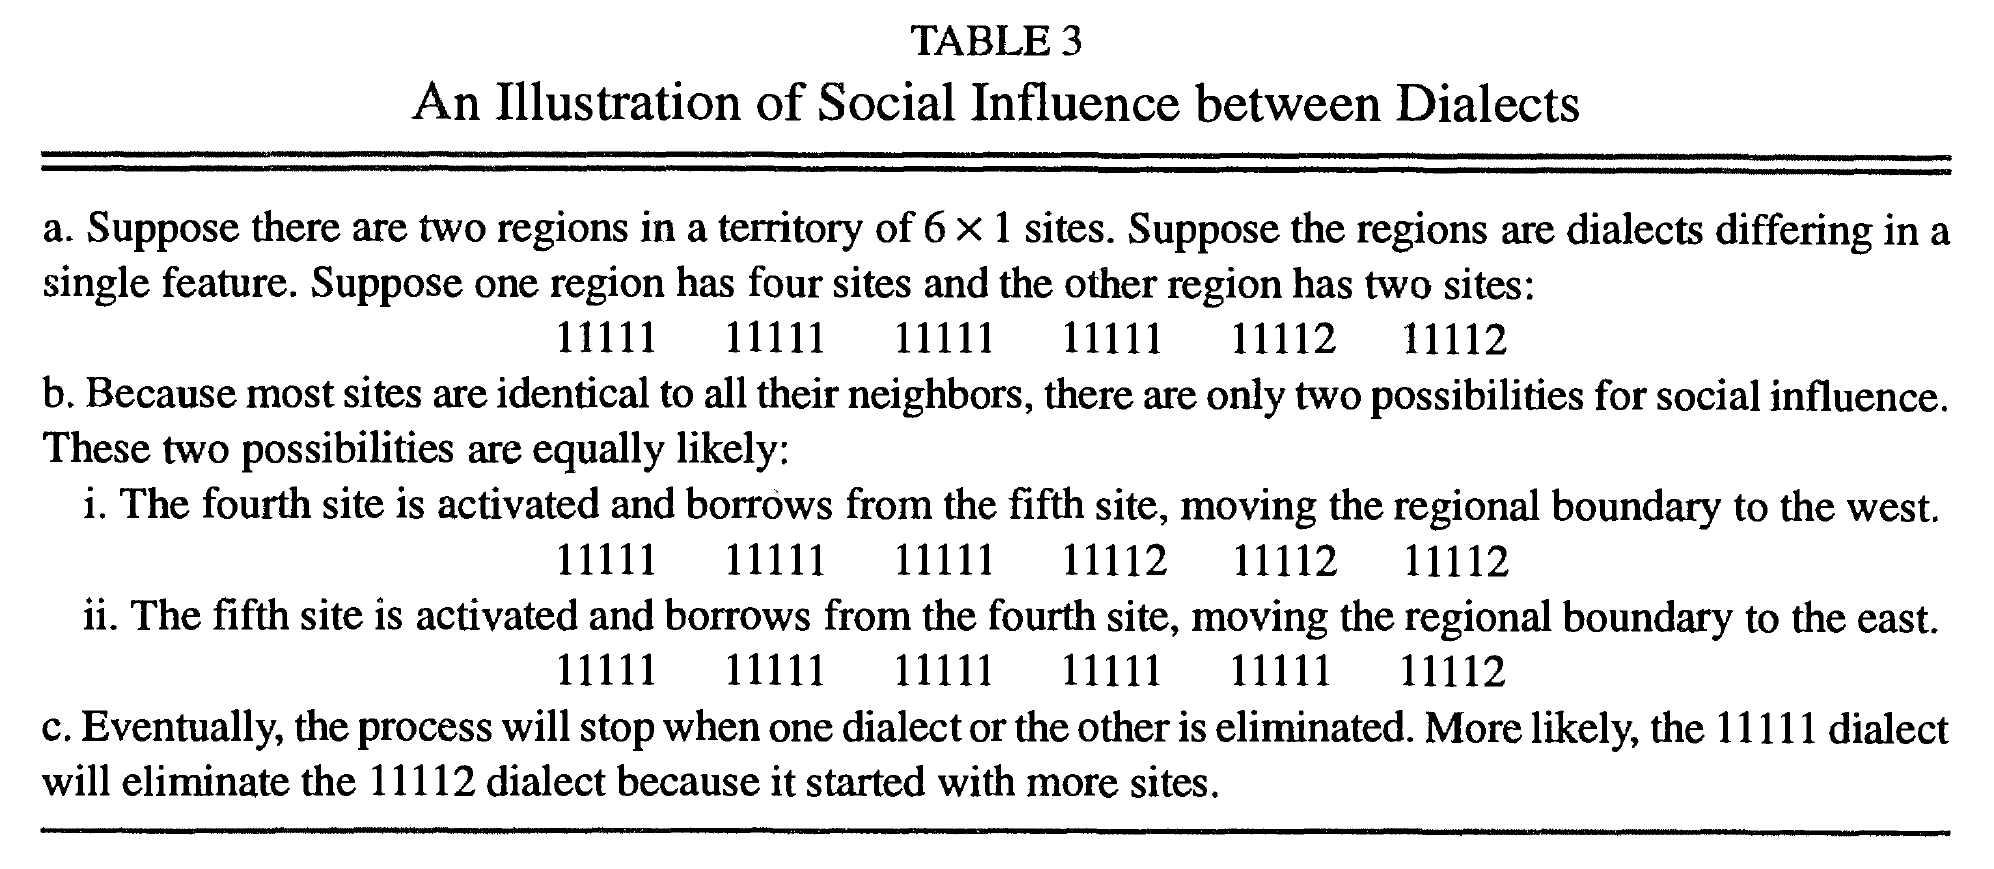 TABLE 3
An Illustration of Social Influence between Dialects
a. Suppose there are two regions in a territory of 6 × 1 sites. Suppose the regions are dialects differing in a
single feature. Suppose one region has four sites and the other region has two sites:
11111 11111 11111 11111 11112 11112
b. Because most sites are identical to all their neighbors, there are only two possibilities for social influence.
These two possibilities are equally likely:
i. The fourth site is activated and borrows from the fifth site, moving the regional boundary to the west.
11111 11111 11111 11112 11112 11112
ii. The fifth site is activated and borrows from the fourth site, moving the regional boundary to the east.
11111 11111 11111 11111 11111 11112
c. Eventually, the process will stop when one dialect or the other is eliminated. More likely, the 11111 dialect
will eliminate the 11112 dialect because it started with more sites.